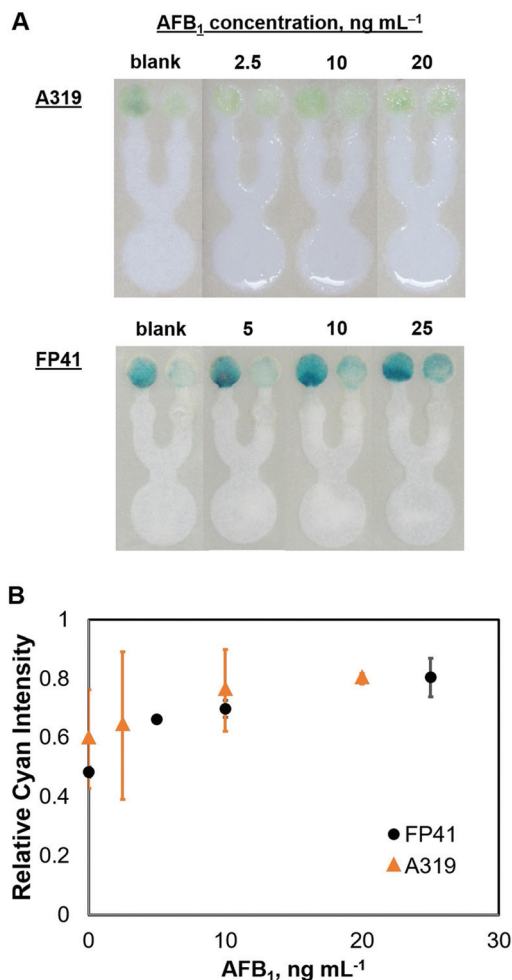 A
AFB₁ concentration, ng mL⁻¹
blank 2.5 10 20
A319
blank 5 10 25
FP41
B
Relative Cyan Intensity
1
0.8
0.6
0.4
0.2
0
0 10 20 30
FP41
A319
AFB₁, ng mL⁻¹